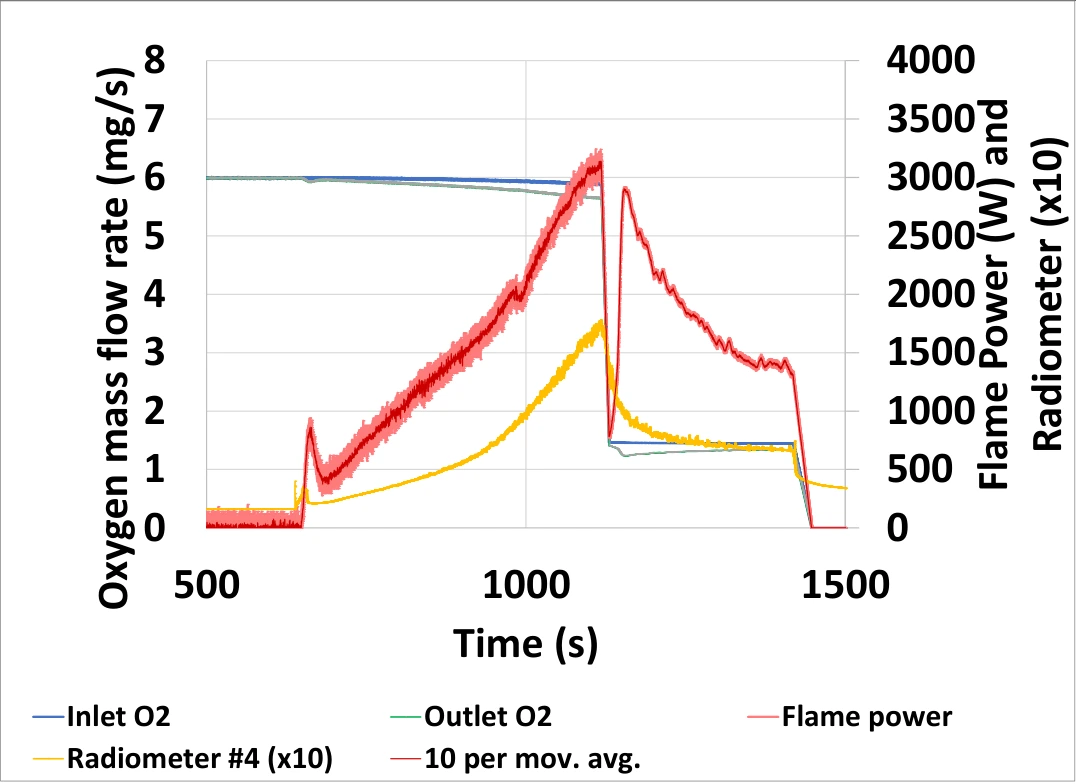 Oxygen mass flow rate (mg/s)
8
7
6
5
4
3
2
1
0
4000
3500
3000
2500
2000
1500
1000
500
0
Flame Power (W) and
Radiometer (x10)
500
1000
1500
Time (s)
Inlet O2
Outlet O2
Flame power
Radiometer #4 (x10)
10 per mov. avg.